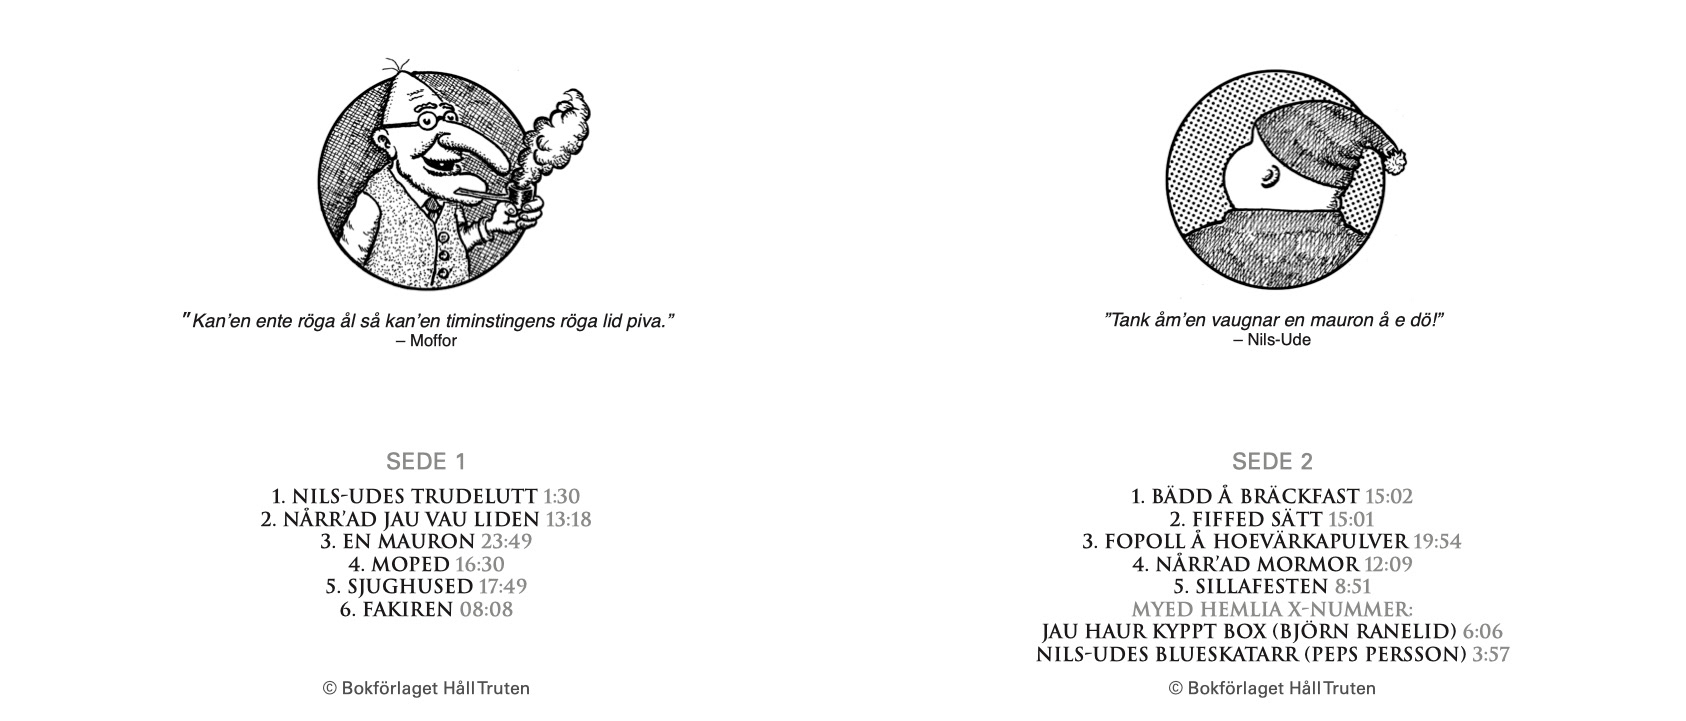 "Kan'en ente röga ål så kan'en timinstingens röga lid piva."
– Moffor
SEDE 1
1. NILS-UDES TRUDELUTT 1:30
2. NÅRR'AD JAU VAU LIDEN 13:18
3. EN MAURON 23:49
4. MOPED 16:30
5. SJUGHUSED 17:49
6. FAKIREN 08:08
© Bokförlaget Håll Truten
"Tank åm'en vaugnar en mauron å e dö!"
– Nils-Ude
SEDE 2
1. BÄDD Å BRÄCKFAST 15:02
2. FIFFED SÄTT 15:01
3. FOPOLL Å HOEVÄRKAPULVER 19:54
4. NÅRR'AD MORMOR 12:09
5. SILLAFESTEN 8:51
MYED HEMLIA X-NUMMER:
JAU HAUR KYPPT BOX (BJÖRN RANELID) 6:06
NILS-UDES BLUESKATARR (PEPS PERSSON) 3:57
© Bokförlaget Håll Truten